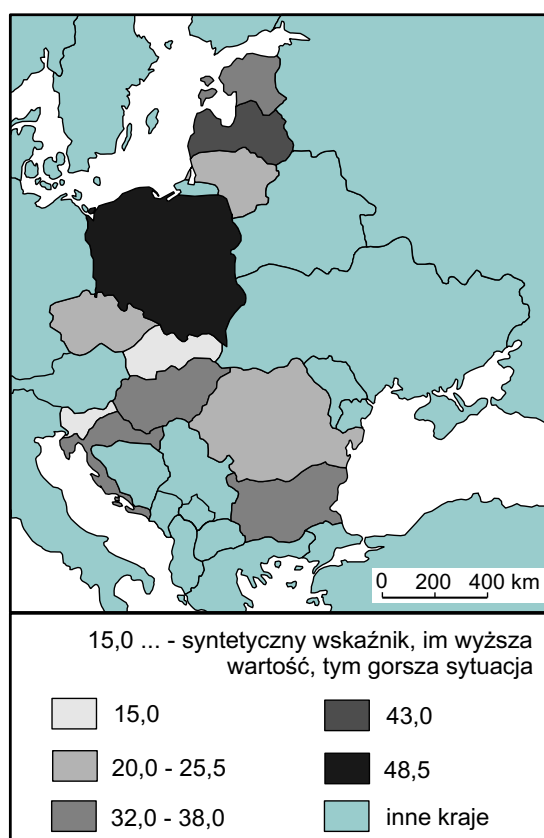 0 200 400 km
15,0 ... - syntetyczny wskaźnik, im wyższa
wartość, tym gorsza sytuacja
15,0
43,0
20,0 - 25,5
48,5
32,0 - 38,0
inne kraje